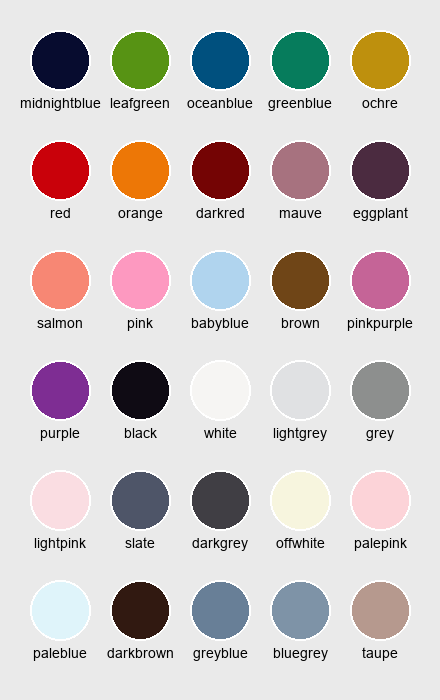 midnightblue leafgreen oceanblue greenblue ochre
red orange darkred mauve eggplant
salmon pink babyblue brown pinkpurple
purple black white lightgrey grey
lightpink slate darkgrey offwhite palepink
paleblue darkbrown greyblue bluegrey taupe